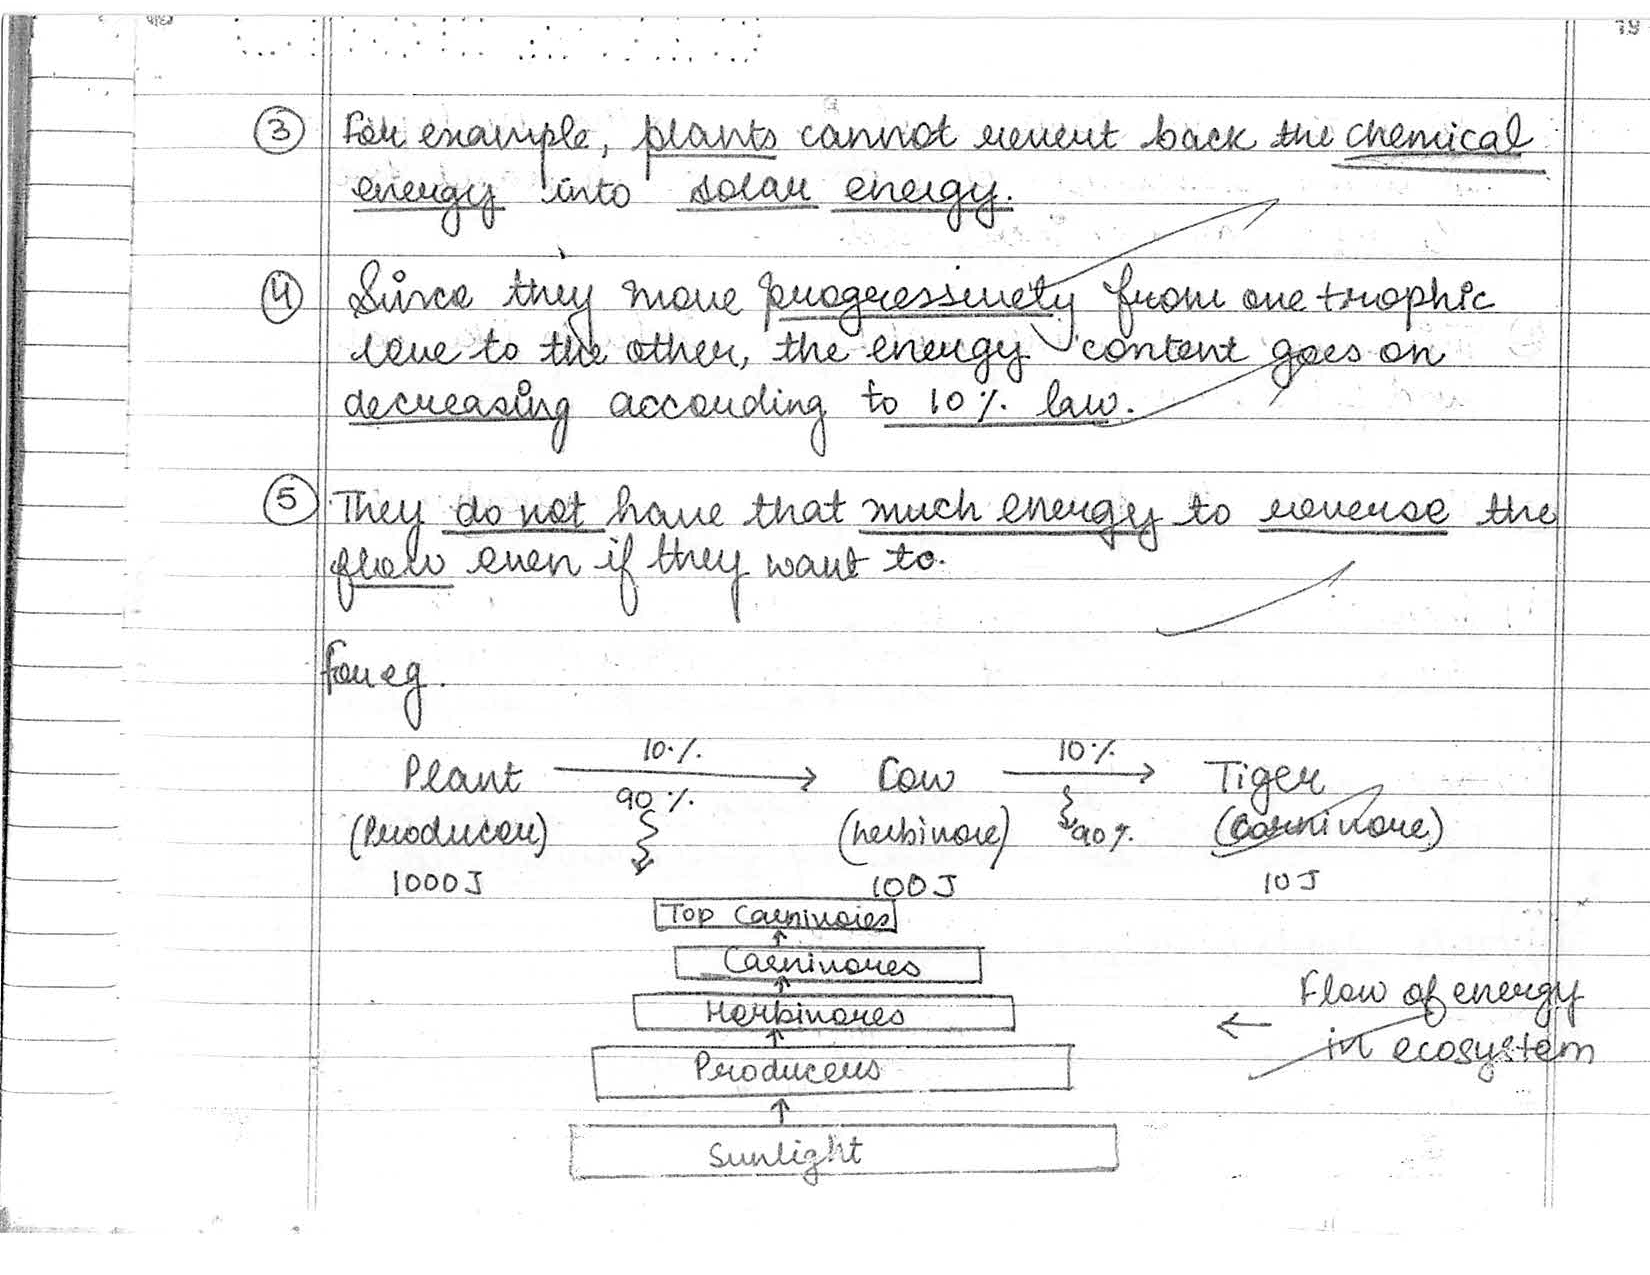 ③ For example, plants cannot revert back the chemical
energy into solar energy.
④ Since they move progressively from one trophic
leve to the other, the energy content goes on
decreasing according to 10% law.
⑤ They do not have that much energy to reverse the
flow even if they want to.
for eg.
10% 10%
Plant → Cow → Tiger
90%
(Producer) (herbivore) 90% (carnivore)
1000J 100J 10J
Top Carnivores
Carnivores
Herbivores
Flow of energy
← in ecosystem
Producers
Sunlight